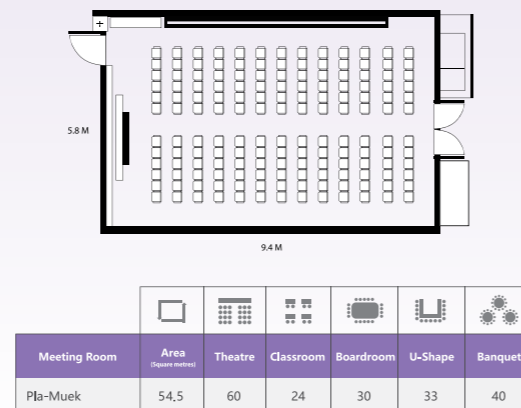 5.8 M
9.4 M
Meeting Room
Area
(Square metres)
Theatre
Classroom
Boardroom
U-Shape
Banquet
Pla-Muek
54.5
60
24
30
33
40